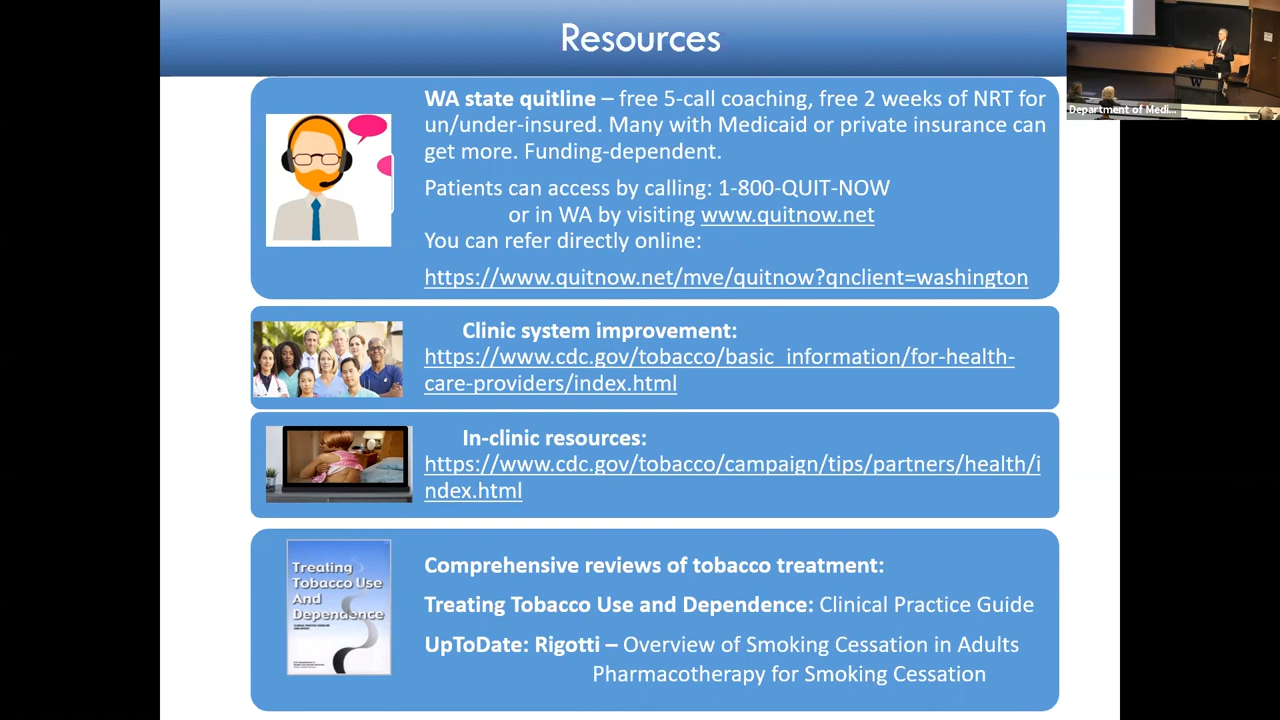 Resources
Department of Medi...
W
WA state quitline – free 5-call coaching, free 2 weeks of NRT for
un/under-insured. Many with Medicaid or private insurance can
get more. Funding-dependent.
Patients can access by calling: 1-800-QUIT-NOW
or in WA by visiting www.quitnow.net
You can refer directly online:
https://www.quitnow.net/mve/quitnow?qnclient=washington
Clinic system improvement:
https://www.cdc.gov/tobacco/basic_information/for-health-
care-providers/index.html
In-clinic resources:
https://www.cdc.gov/tobacco/campaign/tips/partners/health/i
ndex.html
Treating
Tobacco Use
And
Dependence
Comprehensive reviews of tobacco treatment:
Treating Tobacco Use and Dependence: Clinical Practice Guide
UpToDate: Rigotti – Overview of Smoking Cessation in Adults
Pharmacotherapy for Smoking Cessation